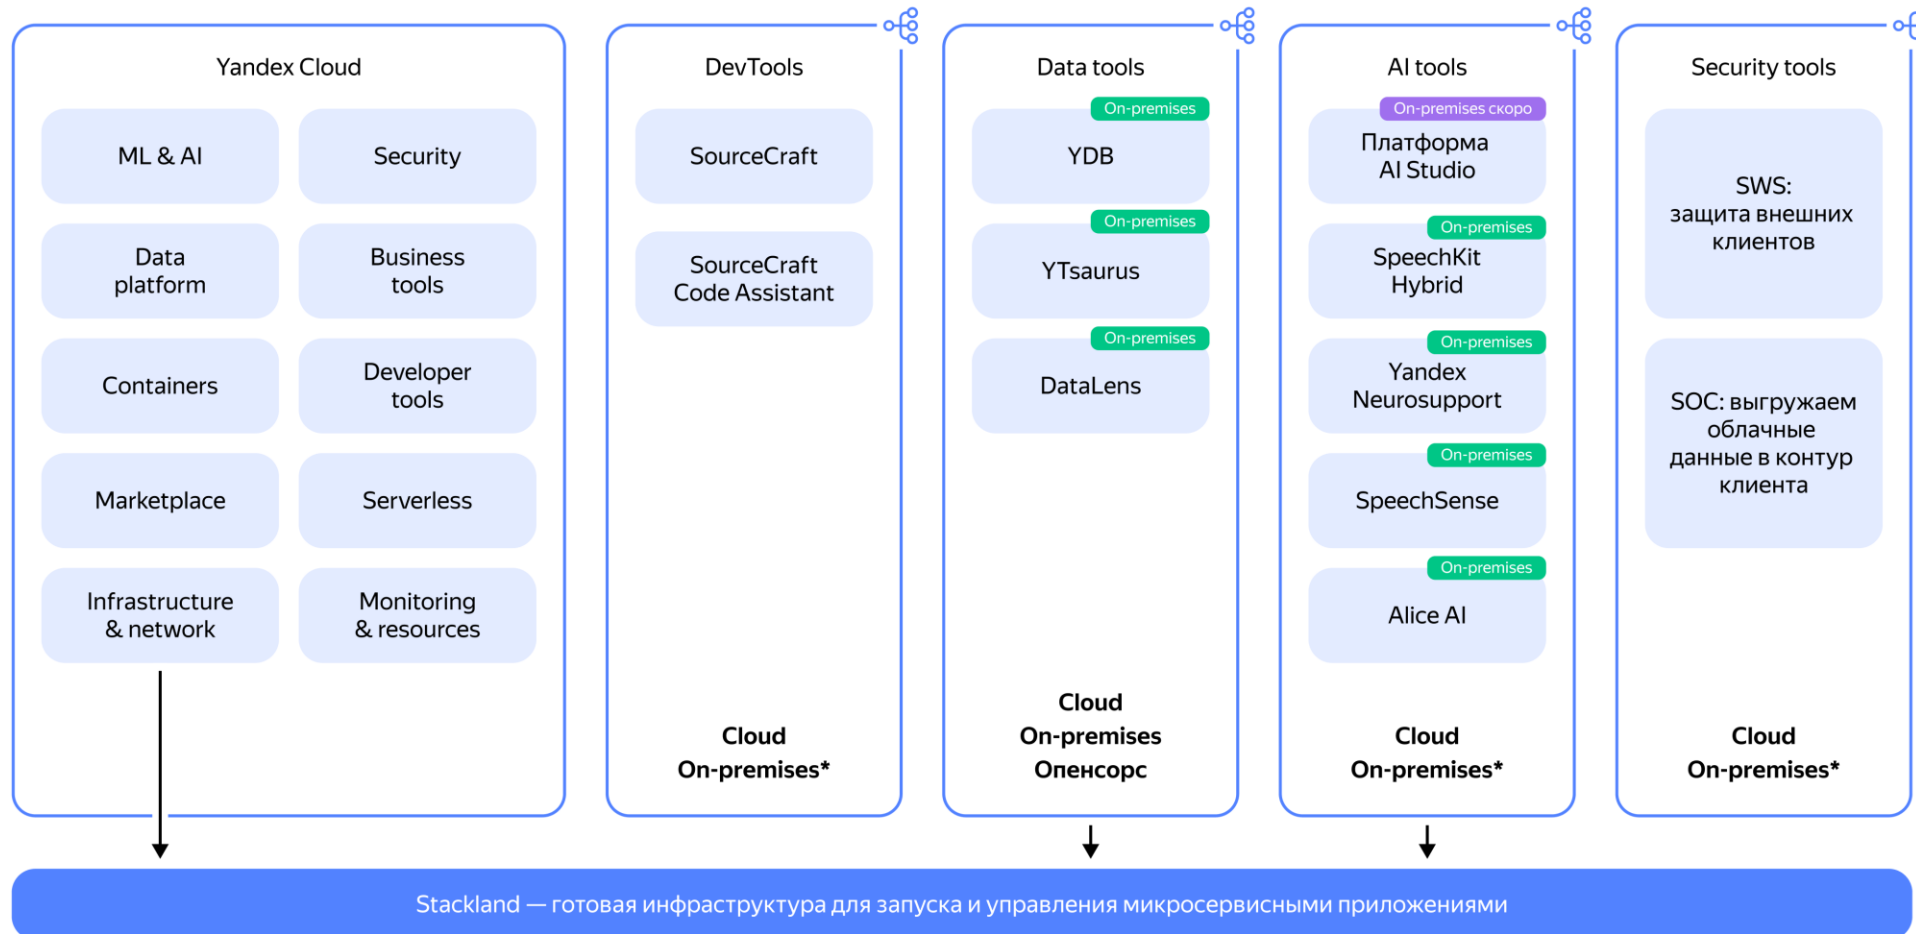 Yandex Cloud
ML & AI
Security
Data
platform
Business
tools
Containers
Developer
tools
Marketplace
Serverless
Infrastructure
& network
Monitoring
& resources
DevTools
SourceCraft
SourceCraft
Code Assistant
Cloud
On-premises*
Data tools
On-premises
YDB
On-premises
YTsaurus
On-premises
DataLens
Cloud
On-premises
Опенсорс
AI tools
On-premises скоро
Платформа
AI Studio
On-premises
SpeechKit
Hybrid
On-premises
Yandex
Neurosupport
On-premises
SpeechSense
On-premises
Alice AI
Cloud
On-premises*
Security tools
SWS:
защита внешних
клиентов
SOC: выгружаем
облачные
данные в контур
клиента
Cloud
On-premises*
Stackland — готовая инфраструктура для запуска и управления микросервисными приложениями